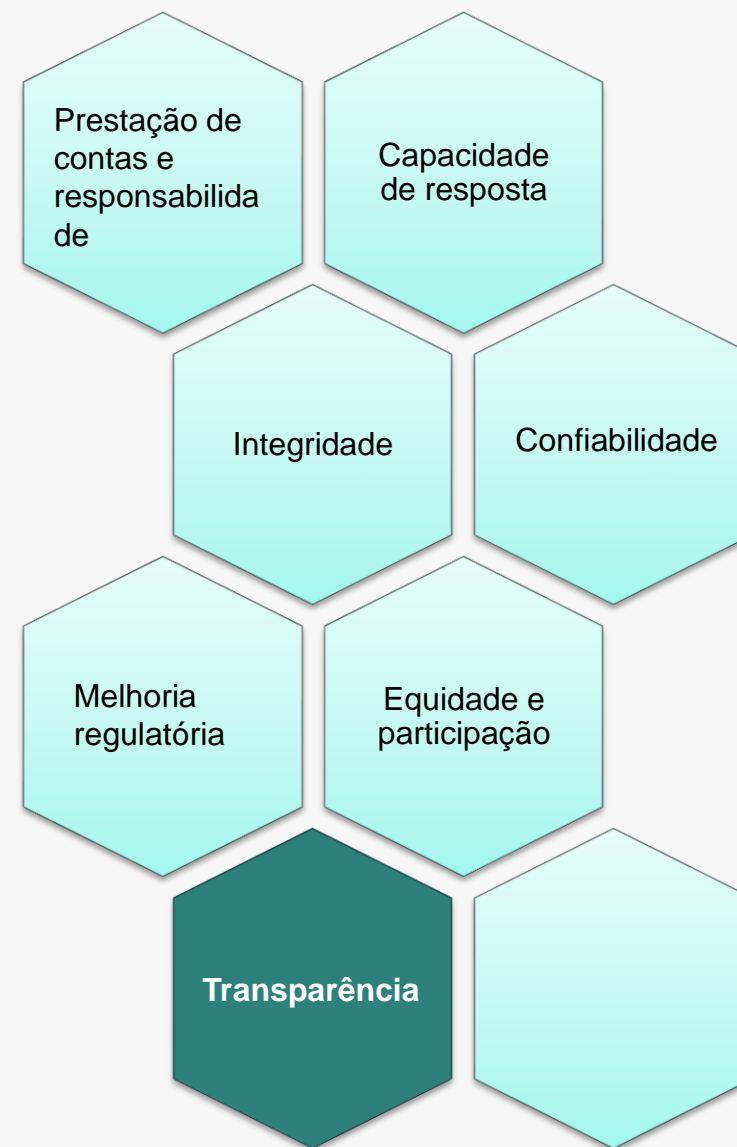 Prestação de
contas e
responsabilida
de
Capacidade
de resposta
Integridade
Confiabilidade
Melhoria
regulatória
Equidade e
participação
Transparência